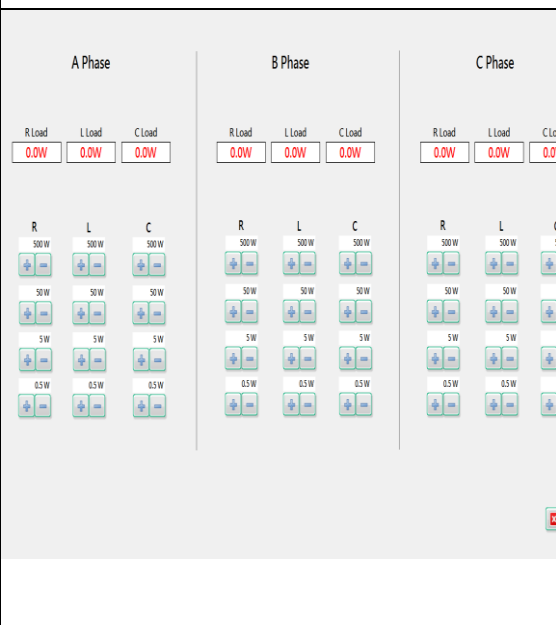 A Phase B Phase C Phase
R Load L Load C Load R Load L Load C Load R Load L Load
0.0W 0.0W 0.0W 0.0W 0.0W 0.0W 0.0W 0.0W
R L C R L C R L
500 W 500 W 500 W 500 W 500 W 500 W 500 W 500 W
50 W 50 W 50 W 50 W 50 W 50 W 50 W 50 W
5 W 5 W 5 W 5 W 5 W 5 W 5 W 5 W
0.5 W 0.5 W 0.5 W 0.5 W 0.5 W 0.5 W 0.5 W 0.5 W